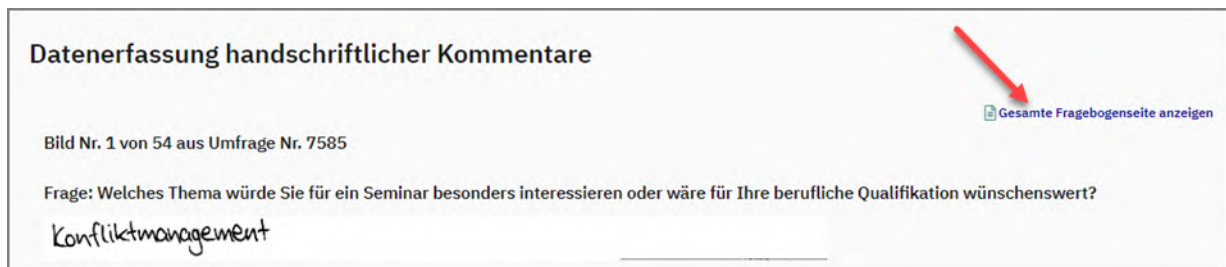 Datenerfassung handschriftlicher Kommentare
Gesamte Fragebogenseite anzeigen
Bild Nr. 1 von 54 aus Umfrage Nr. 7585
Frage: Welches Thema würde Sie für ein Seminar besonders interessieren oder wäre für Ihre berufliche Qualifikation wünschenswert?
Konfliktmanagement